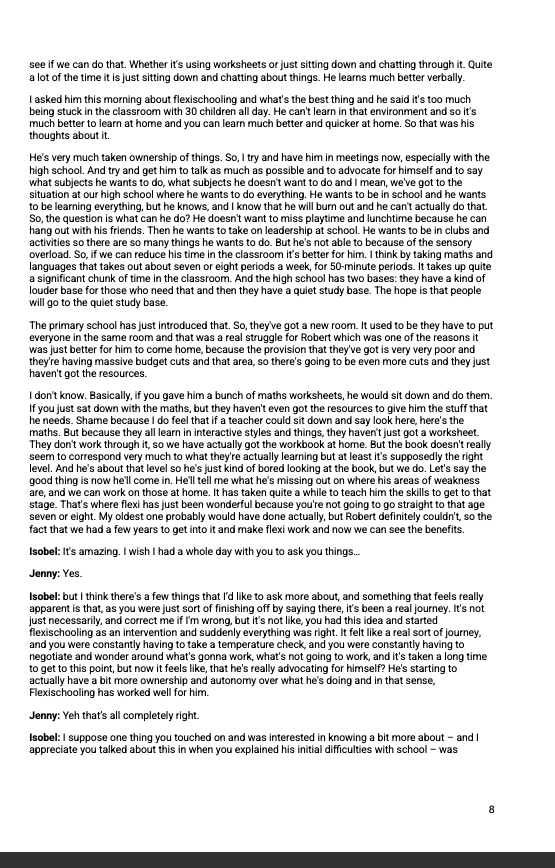 see if we can do that. Whether it's using worksheets or just sitting down and chatting through it. Quite
a lot of the time it is just sitting down and chatting about things. He learns much better verbally.
I asked him this morning about flexischooling and what's the best thing and he said it's too much
being stuck in the classroom with 30 children all day. He can't learn in that environment and so it's
much better to learn at home and you can learn much better and quicker at home. So that was his
thoughts about it.
He's very much taken ownership of things. So, I try and have him in meetings now, especially with the
high school. And try and get him to talk as much as possible and to advocate for himself and to say
what subjects he wants to do, what subjects he doesn't want to do and I mean, we've got to the
situation at our high school where he wants to do everything. He wants to be in school and he wants
to be learning everything, but he knows, and I know that he will burn out and he can't actually do that.
So, the question is what can he do? He doesn't want to miss playtime and lunchtime because he can
hang out with his friends. Then he wants to take on leadership at school. He wants to be in clubs and
activities so there are so many things he wants to do. But he's not able to because of the sensory
overload. So, if we can reduce his time in the classroom it's better for him. I think by taking maths and
languages that takes out about seven or eight periods a week, for 50-minute periods. It takes up quite
a significant chunk of time in the classroom. And the high school has two bases: they have a kind of
louder base for those who need that and then they have a quiet study base. The hope is that people
will go to the quiet study base.
The primary school has just introduced that. So, they've got a new room. It used to be they have to put
everyone in the same room and that was a real struggle for Robert which was one of the reasons it
was just better for him to come home, because the provision that they've got is very very poor and
they're having massive budget cuts and that area, so there's going to be even more cuts and they just
haven't got the resources.
I don't know. Basically, if you gave him a bunch of maths worksheets, he would sit down and do them.
If you just sat down with the maths, but they haven't even got the resources to give him the stuff that
he needs. Shame because I do feel that if a teacher could sit down and say look here, here's the
maths. But because they all learn in interactive styles and things, they haven't just got a worksheet.
They don't work through it, so we have actually got the workbook at home. But the book doesn't really
seem to correspond very much to what they're actually learning but at least it's supposedly the right
level. And he's about that level so he's just kind of bored looking at the book, but we do. Let's say the
good thing is now he'll come in. He'll tell me what he's missing out on where his areas of weakness
are, and we can work on those at home. It has taken quite a while to teach him the skills to get to that
stage. That's where flexi has just been wonderful because you're not going to go straight to that age
seven or eight. My oldest one probably would have done actually, but Robert definitely couldn't, so the
fact that we had a few years to get into it and make flexi work and now we can see the benefits.
Isobel: It's amazing. I wish I had a whole day with you to ask you things…
Jenny: Yes.
Isobel: but I think there's a few things that I'd like to ask more about, and something that feels really
apparent is that, as you were just sort of finishing off by saying there, it's been a real journey. It's not
just necessarily, and correct me if I'm wrong, but it's not like, you had this idea and started
flexischooling as an intervention and suddenly everything was right. It felt like a real sort of journey,
and you were constantly having to take a temperature check, and you were constantly having to
negotiate and wonder around what's gonna work, what's not going to work, and it's taken a long time
to get to this point, but now it feels like, that he's really advocating for himself? He's starting to
actually have a bit more ownership and autonomy over what he's doing and in that sense,
Flexischooling has worked well for him.
Jenny: Yeh that's all completely right.
Isobel: I suppose one thing you touched on and was interested in knowing a bit more about – and I
appreciate you talked about this in when you explained his initial difficulties with school – was
8